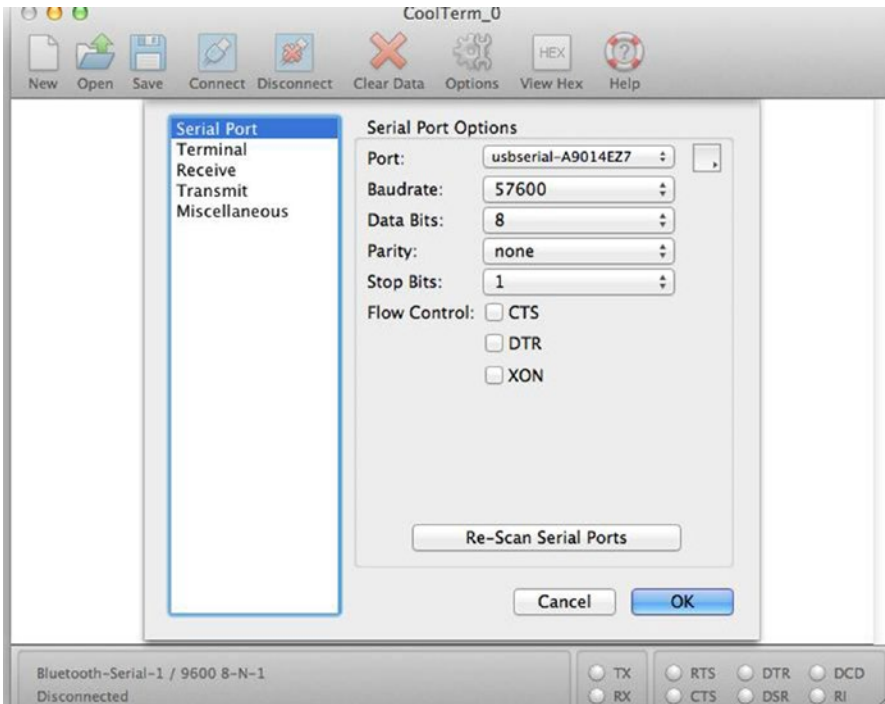 CoolTerm_0
New Open Save Connect Disconnect Clear Data Options HEX View Hex Help
Serial Port
Terminal
Receive
Transmit
Miscellaneous
Serial Port Options
Port: usbserial-A9014EZ7
Baudrate: 57600
Data Bits: 8
Parity: none
Stop Bits: 1
Flow Control: CTS
DTR
XON
Re-Scan Serial Ports
Cancel OK
Bluetooth-Serial-1 / 9600 8-N-1 TX RTS DTR DCD
Disconnected RX CTS DSR RI